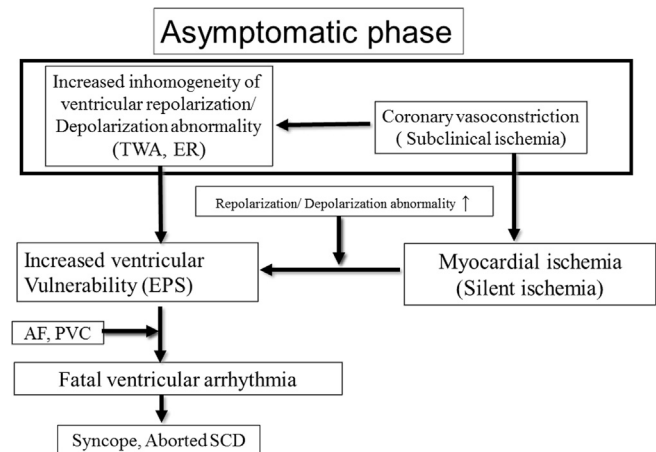 Asymptomatic phase
Increased inhomogeneity of
ventricular repolarization/
Depolarization abnormality
(TWA, ER)
Coronary vasoconstriction
( Subclinical ischemia)
Repolarization/ Depolarization abnormality ↑
Increased ventricular
Vulnerability (EPS)
Myocardial ischemia
(Silent ischemia)
AF, PVC
Fatal ventricular arrhythmia
Syncope, Aborted SCD